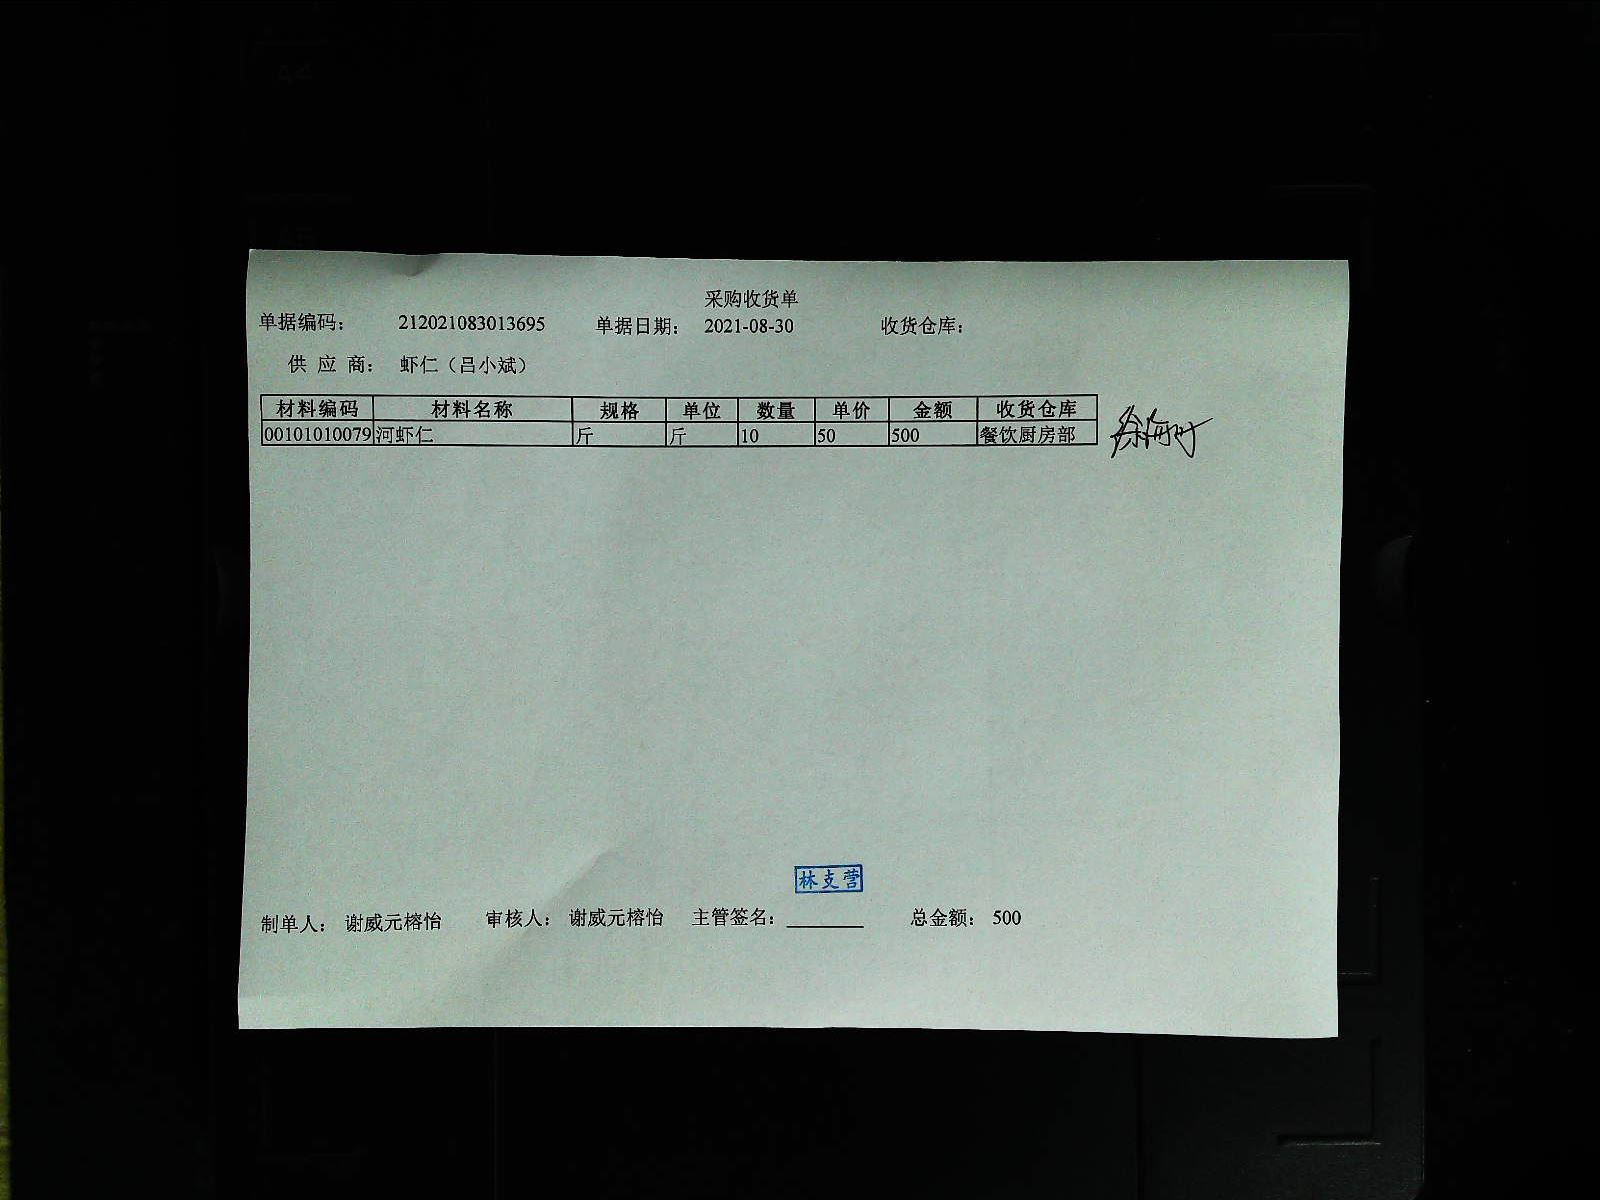 采购收货单
单据编码： 212021083013695 单据日期： 2021-08-30 收货仓库：
供 应 商： 虾仁（吕小斌）
材料编码 材料名称 规格 单位 数量 单价 金额 收货仓库
00101010079 河虾仁 斤 斤 10 50 500 餐饮厨房部
林支营
制单人： 谢威元榕怡 审核人： 谢威元榕怡 主管签名： 总金额： 500